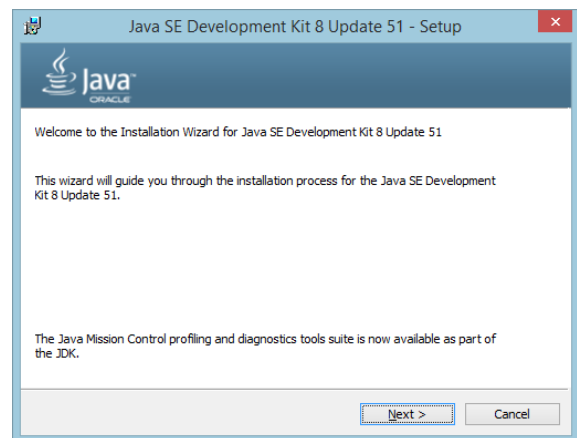 Java SE Development Kit 8 Update 51 - Setup
Java™
ORACLE
Welcome to the Installation Wizard for Java SE Development Kit 8 Update 51
This wizard will guide you through the installation process for the Java SE Development
Kit 8 Update 51.
The Java Mission Control profiling and diagnostics tools suite is now available as part of
the JDK.
Next > Cancel